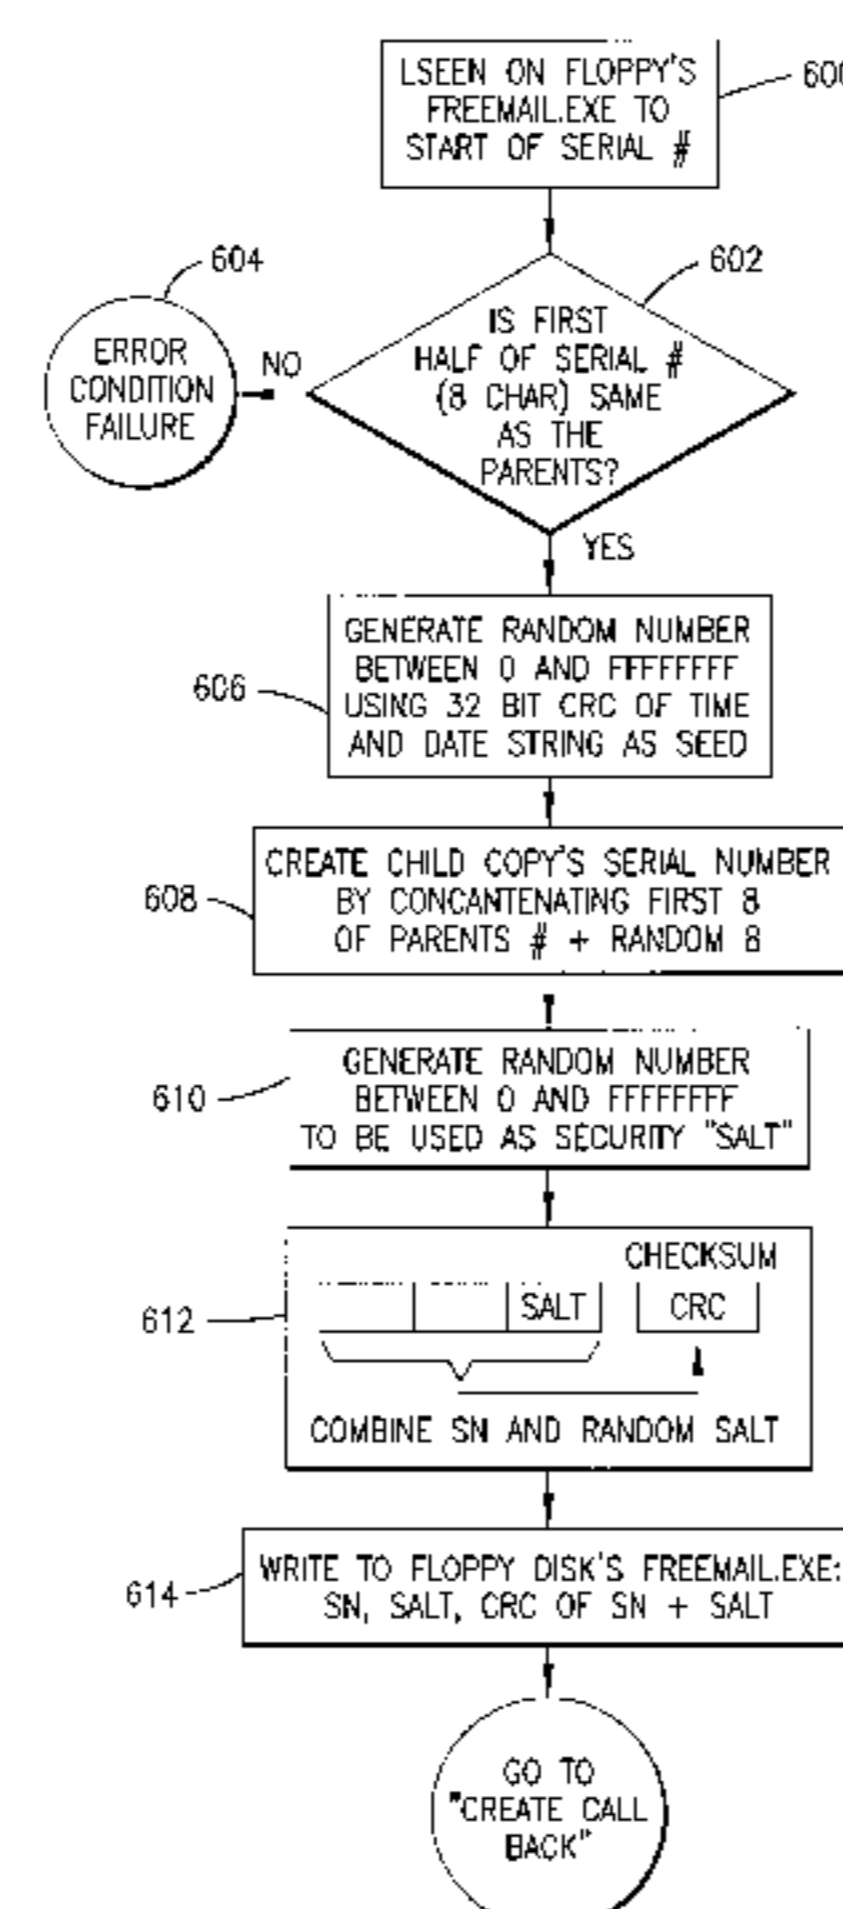 LSEEN ON FLOPPY'S
FREEMAIL.EXE TO
START OF SERIAL #
604
602
ERROR
CONDITION
FAILURE
NO
IS FIRST
HALF OF SERIAL #
(8 CHAR) SAME
AS THE
PARENTS?
YES
606
GENERATE RANDOM NUMBER
BETWEEN 0 AND FFFFFFFF
USING 32 BIT CRC OF TIME
AND DATE STRING AS SEED
608
CREATE CHILD COPY'S SERIAL NUMBER
BY CONCANTENATING FIRST 8
OF PARENTS # + RANDOM 8
610
GENERATE RANDOM NUMBER
BETWEEN 0 AND FFFFFFFF
TO BE USED AS SECURITY "SALT"
612
CHECKSUM
SALT
CRC
COMBINE SN AND RANDOM SALT
614
WRITE TO FLOPPY DISK'S FREEMAIL.EXE:
SN, SALT, CRC OF SN + SALT
GO TO
"CREATE CALL
BACK"